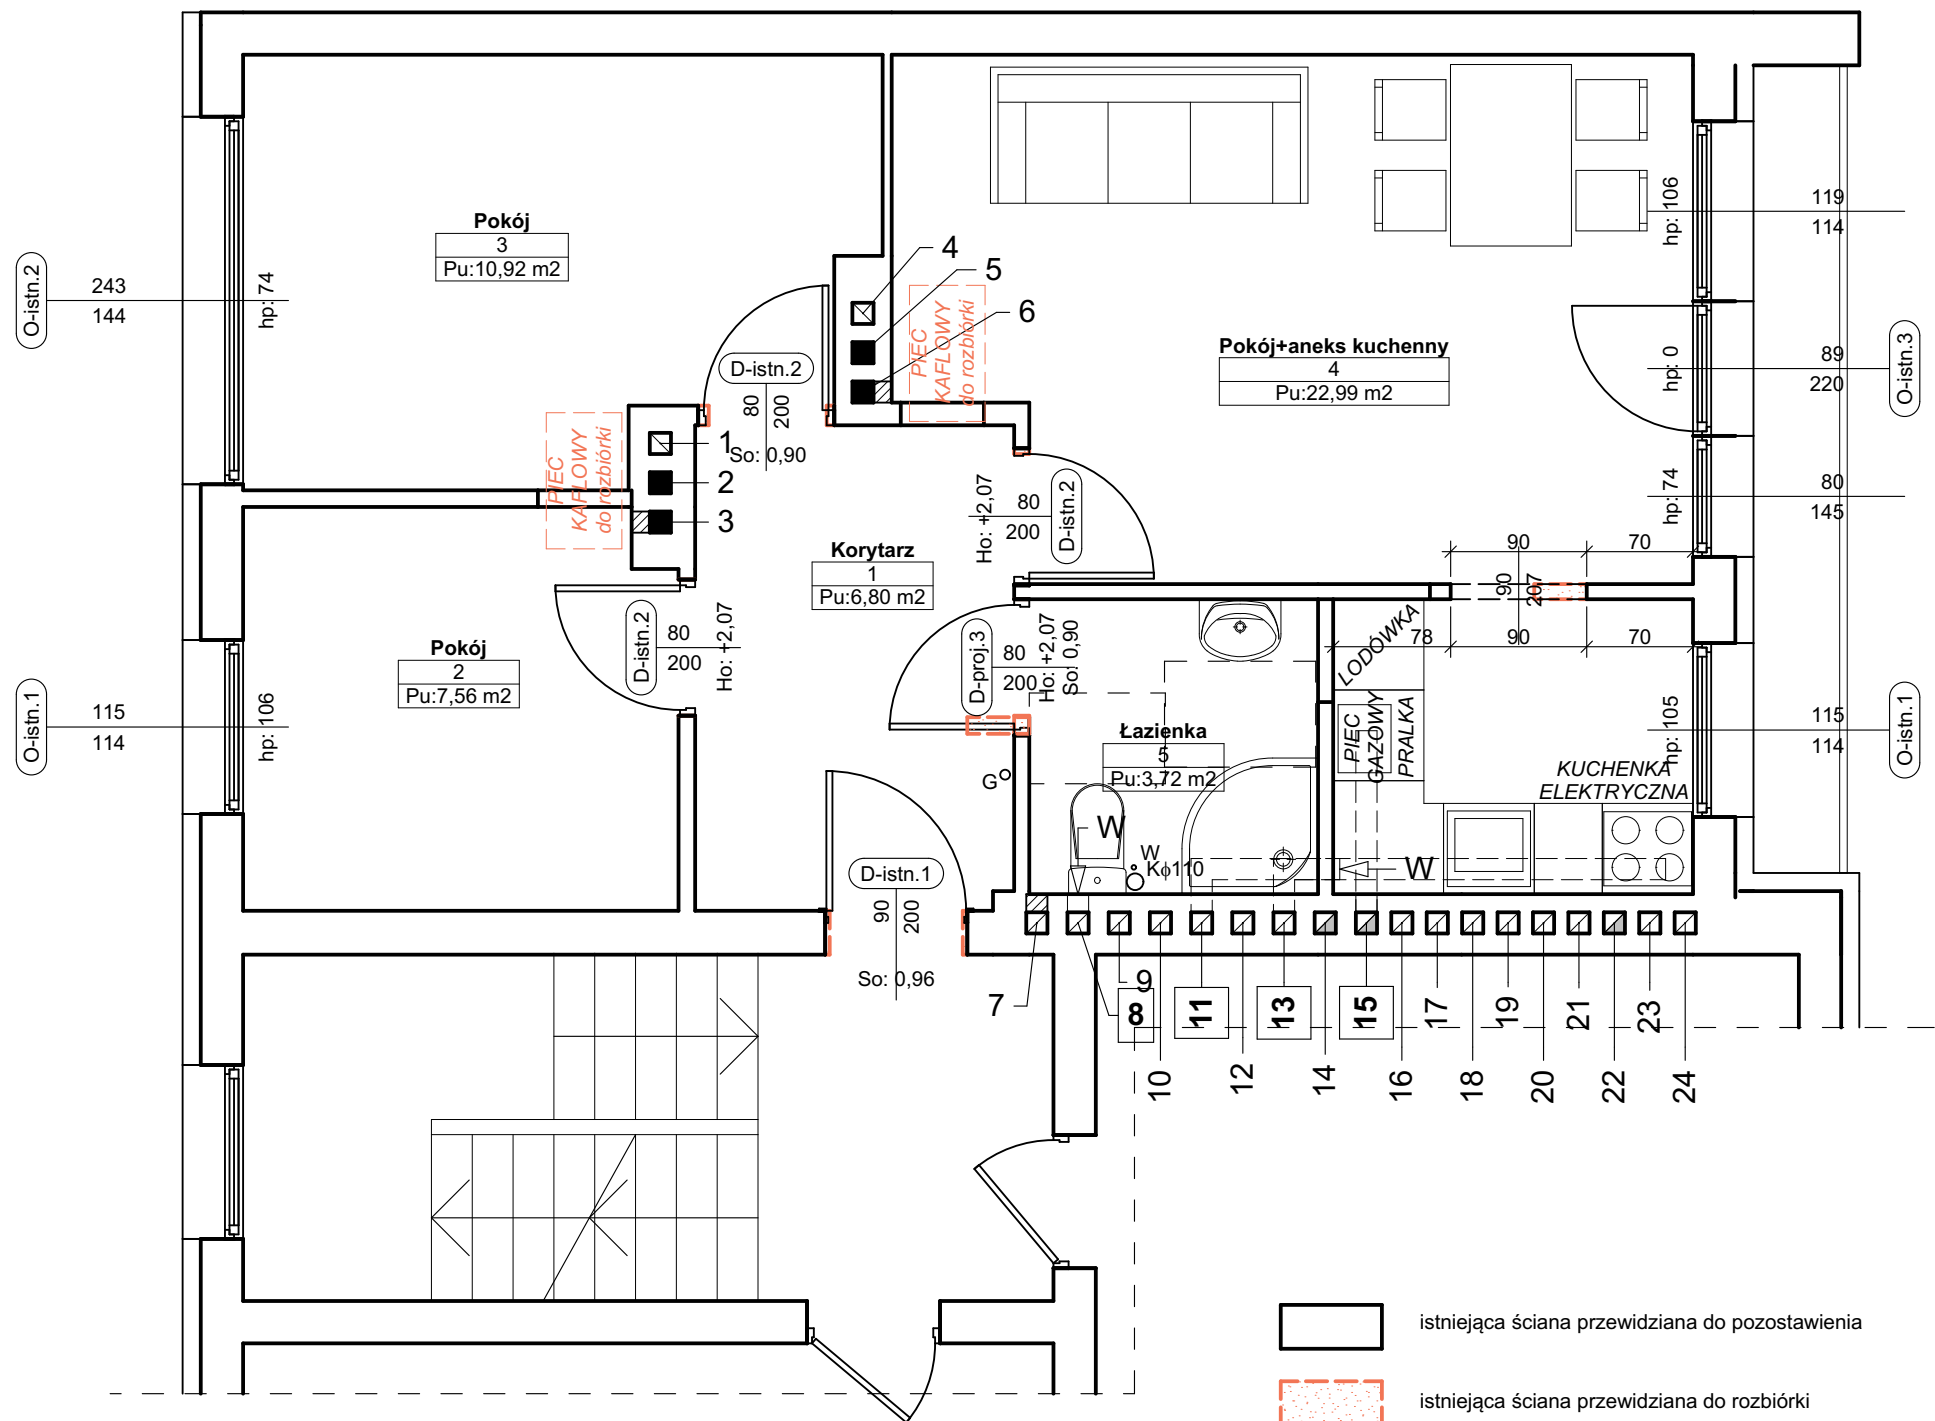 Pokój
3
Pu:10,92 m2
O-istn.2
243
144
hp: 74
PIEC
KAFLOWY
do rozbiórki
1
2
3
D-istn.2
80
200
So: 0,90
4
5
6
PIEC
KAFLOWY
do rozbiórki
Pokój+aneks kuchenny
4
Pu:22,99 m2
hp: 106
119
114
hp: 0
89
220
O-istn.3
hp: 74
80
145
Ho: +2,07
80
200
D-istn.2
90
70
90
207
78
90
70
Korytarz
1
Pu:6,80 m2
Pokój
2
Pu:7,56 m2
O-istn.1
115
114
hp: 106
D-istn.2
80
200
Ho: +2,07
D-proj.3
80
200
Ho: +2,07
So: 0,90
Łazienka
5
Pu:3,72 m2
LODÓWKA
PIEC
GAZOWY
PRALKA
KUCHENKA
ELEKTRYCZNA
hp: 105
115
114
O-istn.1
G
W
W
Kϕ110
W
D-istn.1
90
200
So: 0,96
7
8
9
10
11
12
13
14
15
16
17
18
19
20
21
22
23
24
istniejąca ściana przewidziana do pozostawienia
istniejąca ściana przewidziana do rozbiórki